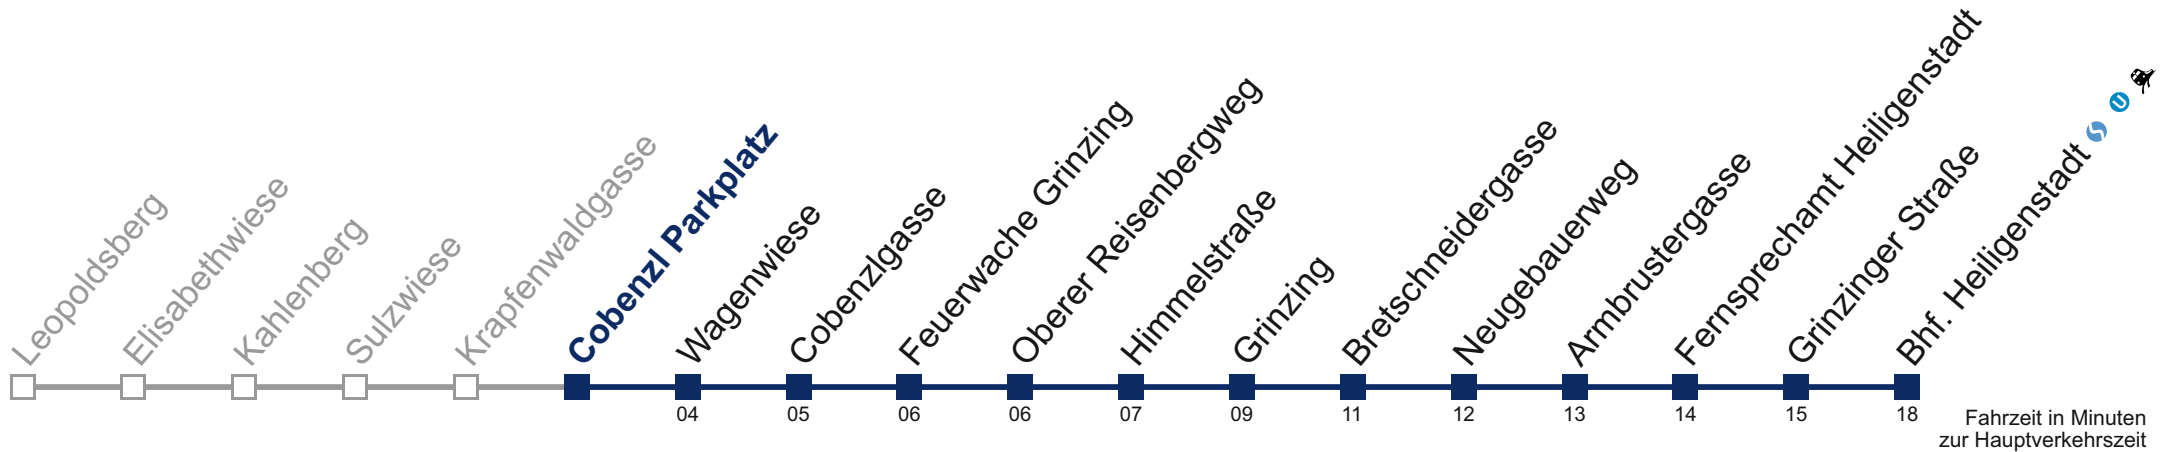 Leopoldsberg
Elisabethwiese
Kahlenberg
Sulzwiese
Krapfenwaldgasse
Cobenzl Parkplatz
Wagenwiese
Cobenzlgasse
Feuerwache Grinzing
Oberer Reisenbergweg
Himmelstraße
Grinzing
Bretschneidergasse
Neugebauerweg
Armbrustergasse
Fernsprechamt Heiligenstadt
Grinzinger Straße
Bhf. Heiligenstadt S U
04 05 06 06 07 09 11 12 13 14 15 18
Fahrzeit in Minuten
zur Hauptverkehrszeit